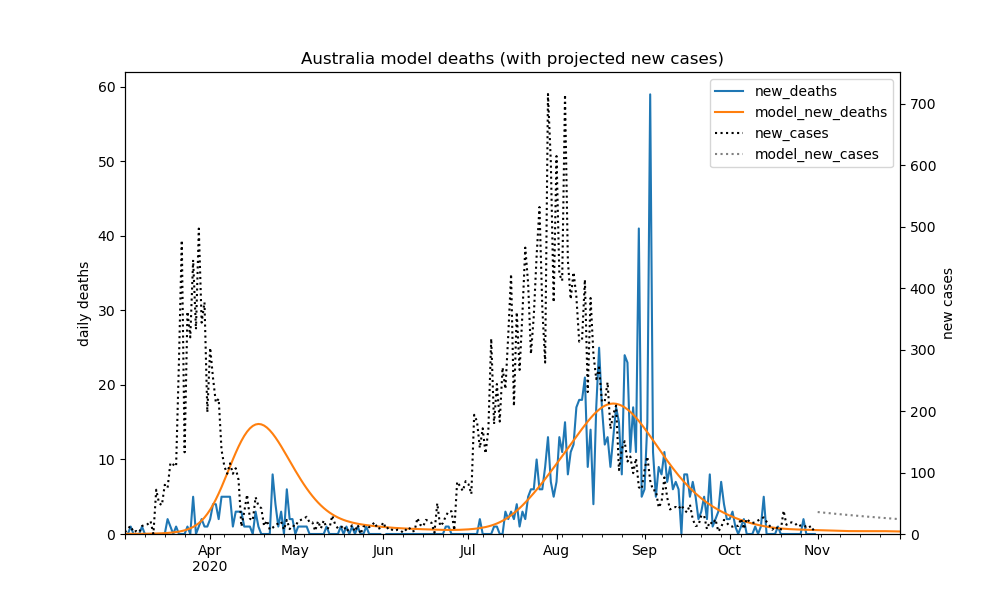 Australia model deaths (with projected new cases)
new_deaths
model_new_deaths
new_cases
model_new_cases
daily deaths
new cases
60
50
40
30
20
10
0
700
600
500
400
300
200
100
0
Apr
2020
May
Jun
Jul
Aug
Sep
Oct
Nov